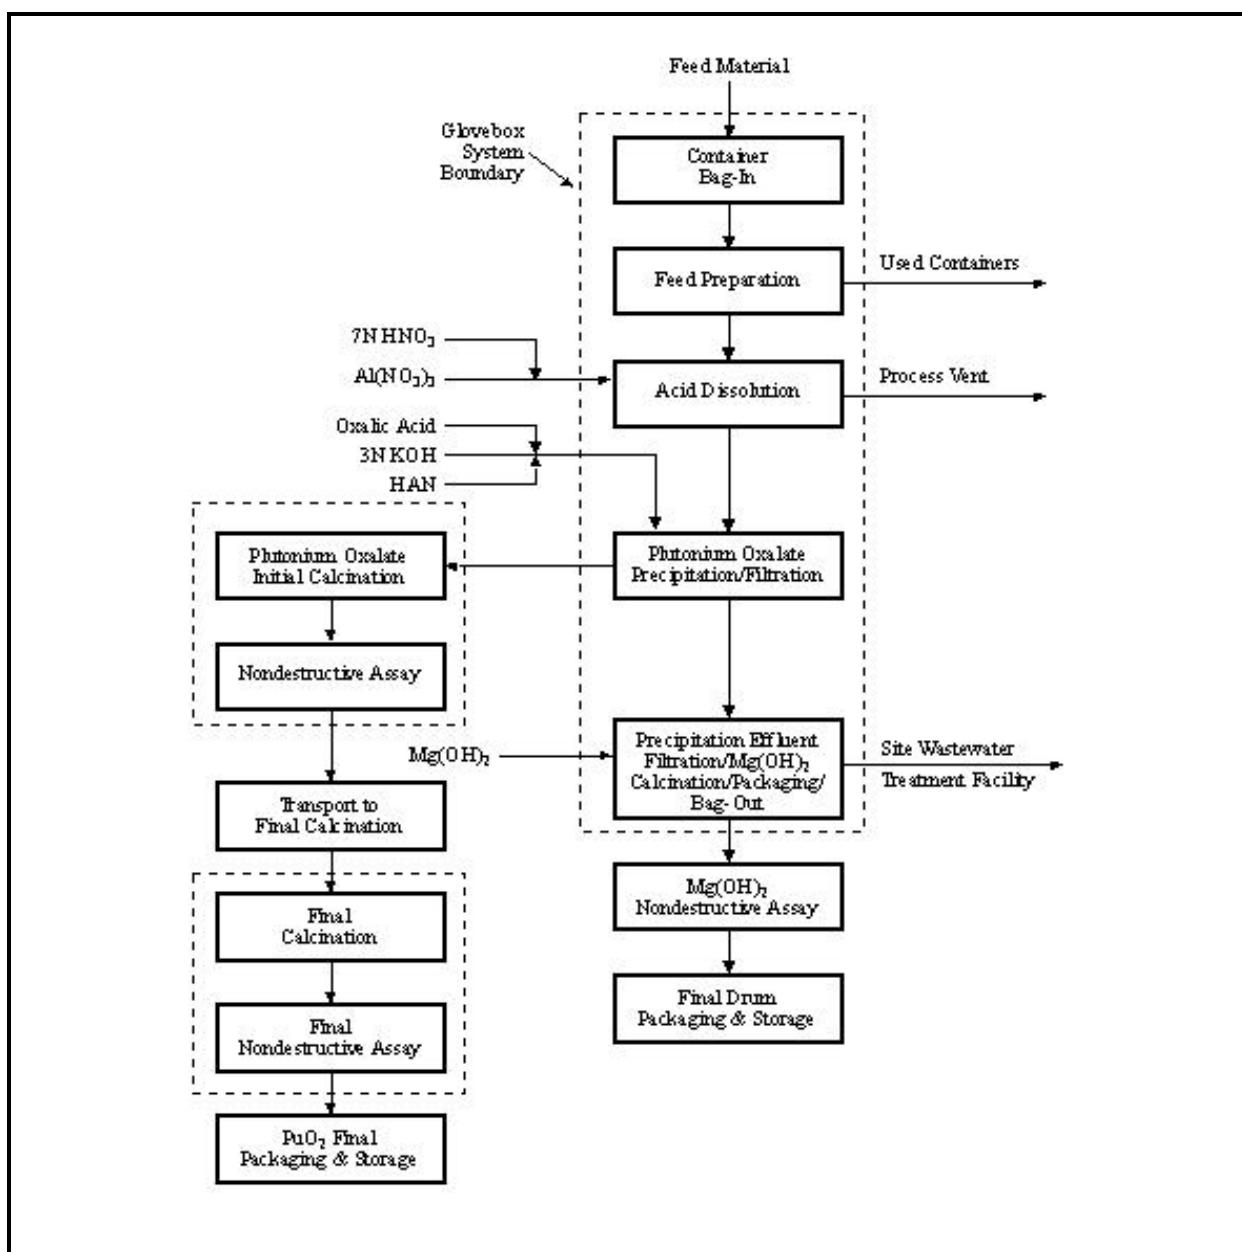 Feed Material
Glovebox
System
Boundary
Container
Bag-In
Feed Preparation
Used Containers
7N HNO₃
Al(NO₃)₃
Acid Dissolution
Process Vent
Oxalic Acid
3N KOH
HAN
Plutonium Oxalate
Initial Calcination
Plutonium Oxalate
Precipitation/Filtration
Nondestructive Assay
Mg(OH)₂
Precipitation Effluent
Filtration/Mg(OH)₂
Calcination/Packaging/
Bag-Out
Site Wastewater
Treatment Facility
Transport to
Final Calcination
Mg(OH)₂
Nondestructive Assay
Final
Calcination
Final Drum
Packaging & Storage
Final
Nondestructive Assay
PuO₂ Final
Packaging & Storage